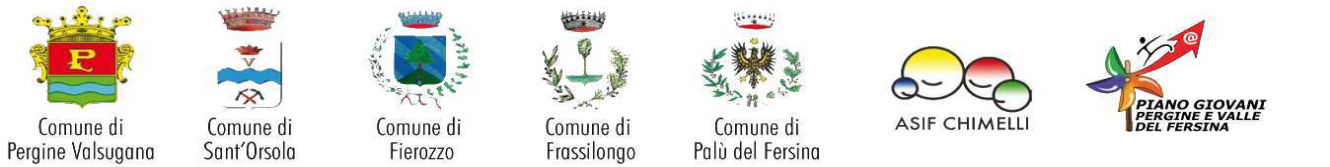 P
Comune di
Pergine Valsugana
Comune di
Sant'Orsola
Comune di
Fierozzo
Comune di
Frassilongo
Comune di
Palù del Fersina
ASIF CHIMELLI
@
PIANO GIOVANI
PERGINE E VALLE
DEL FERSINA